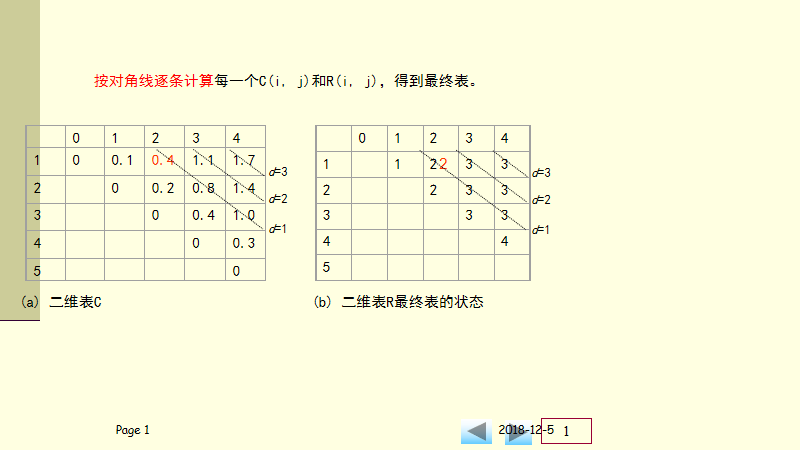 按对角线逐条计算每一个C(i, j)和R(i, j)，得到最终表。
0 1 2 3 4
1 0 0.1 0.4 1.1 1.7
d=3
2 0 0.2 0.8 1.4
d=2
3 0 0.4 1.0
d=1
4 0 0.3
5 0
(a) 二维表C
0 1 2 3 4
1 1 22 3 3
d=3
2 2 3 3
d=2
3 3 3
d=1
4 4
5
(b) 二维表R最终表的状态
Page 1
2018-12-5
1